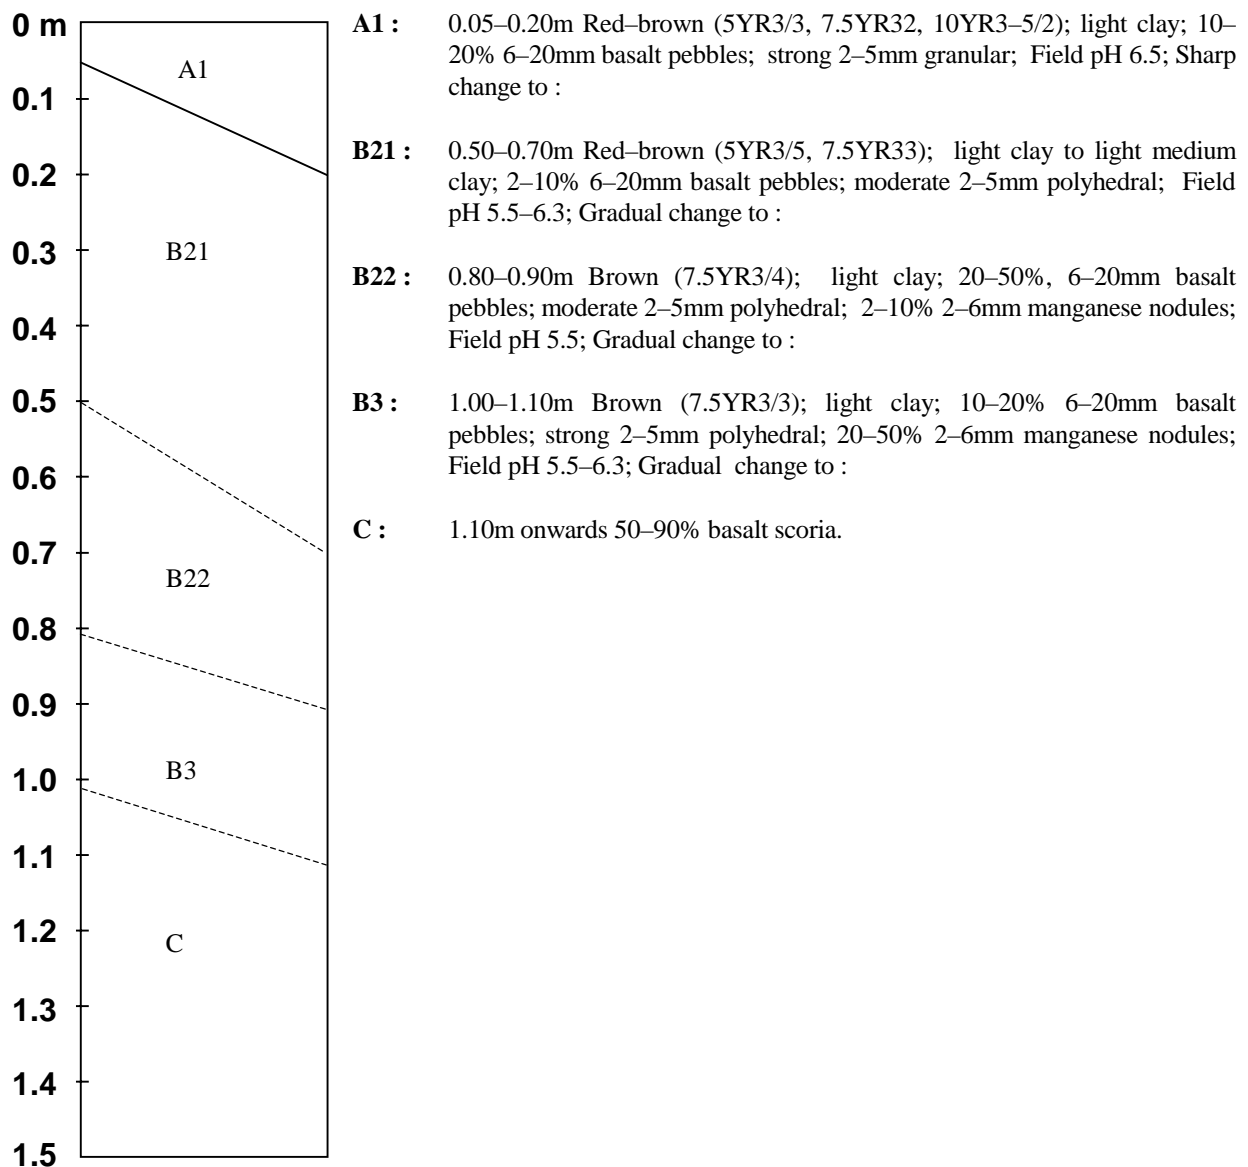 0 m
0.1
0.2
0.3
0.4
0.5
0.6
0.7
0.8
0.9
1.0
1.1
1.2
1.3
1.4
1.5
A1
B21
B22
B3
C
A1 : 0.05–0.20m Red–brown (5YR3/3, 7.5YR32, 10YR3–5/2); light clay; 10–
20% 6–20mm basalt pebbles; strong 2–5mm granular; Field pH 6.5; Sharp
change to :
B21 : 0.50–0.70m Red–brown (5YR3/5, 7.5YR33); light clay to light medium
clay; 2–10% 6–20mm basalt pebbles; moderate 2–5mm polyhedral; Field
pH 5.5–6.3; Gradual change to :
B22 : 0.80–0.90m Brown (7.5YR3/4); light clay; 20–50%, 6–20mm basalt
pebbles; moderate 2–5mm polyhedral; 2–10% 2–6mm manganese nodules;
Field pH 5.5; Gradual change to :
B3 : 1.00–1.10m Brown (7.5YR3/3); light clay; 10–20% 6–20mm basalt
pebbles; strong 2–5mm polyhedral; 20–50% 2–6mm manganese nodules;
Field pH 5.5–6.3; Gradual change to :
C : 1.10m onwards 50–90% basalt scoria.